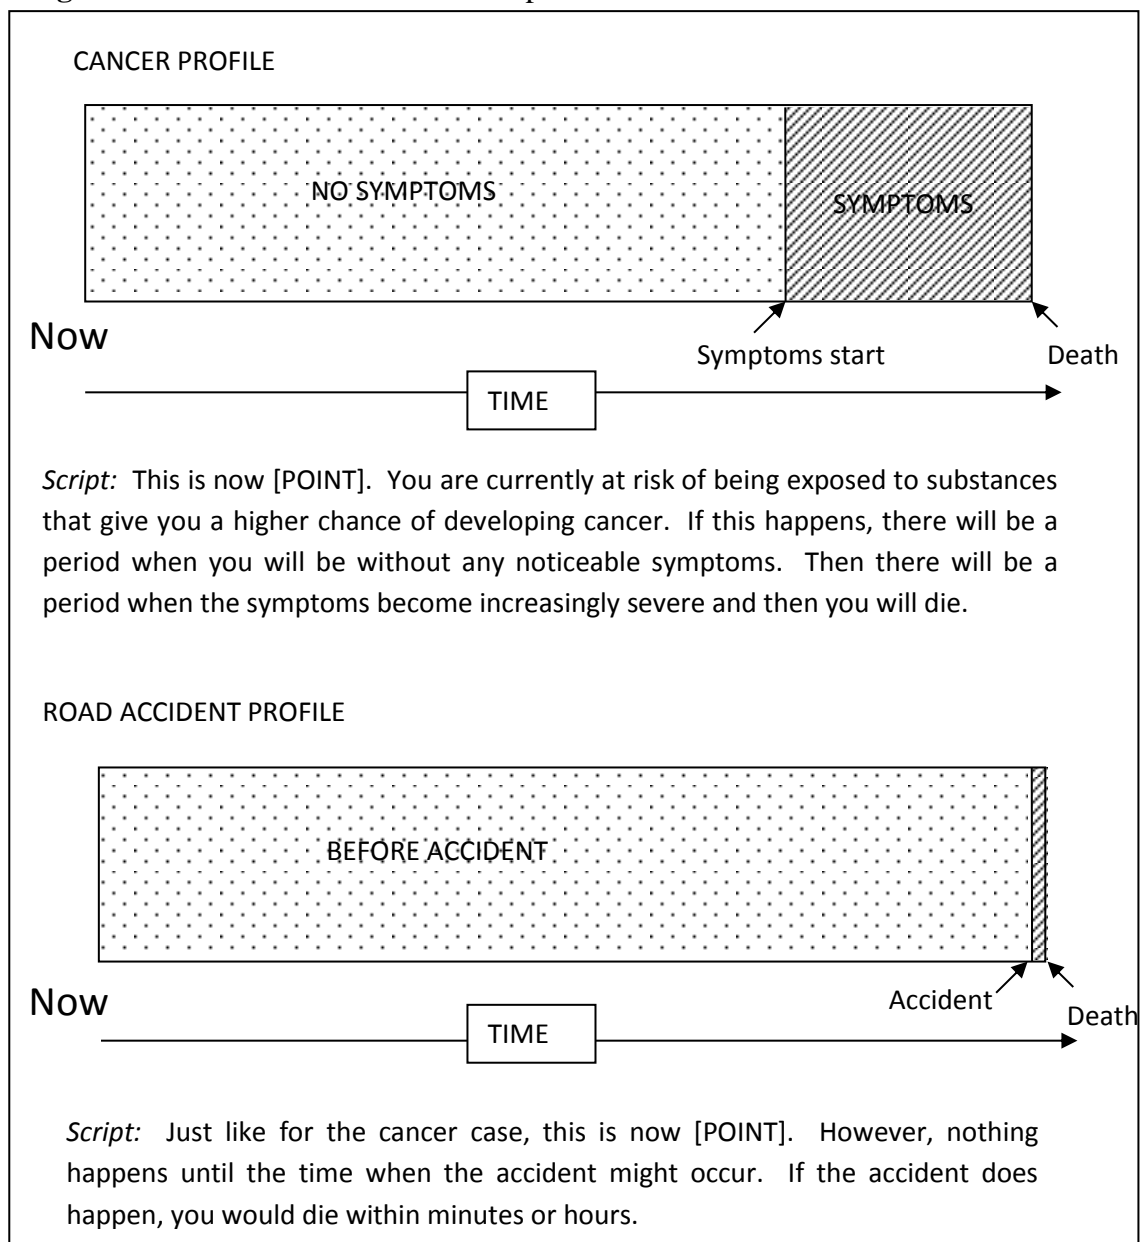 CANCER PROFILE
NO SYMPTOMS
SYMPTOMS
Now
Symptoms start
Death
TIME
Script: This is now [POINT]. You are currently at risk of being exposed to substances
that give you a higher chance of developing cancer. If this happens, there will be a
period when you will be without any noticeable symptoms. Then there will be a
period when the symptoms become increasingly severe and then you will die.
ROAD ACCIDENT PROFILE
BEFORE ACCIDENT
Now
Accident
Death
TIME
Script: Just like for the cancer case, this is now [POINT]. However, nothing
happens until the time when the accident might occur. If the accident does
happen, you would die within minutes or hours.